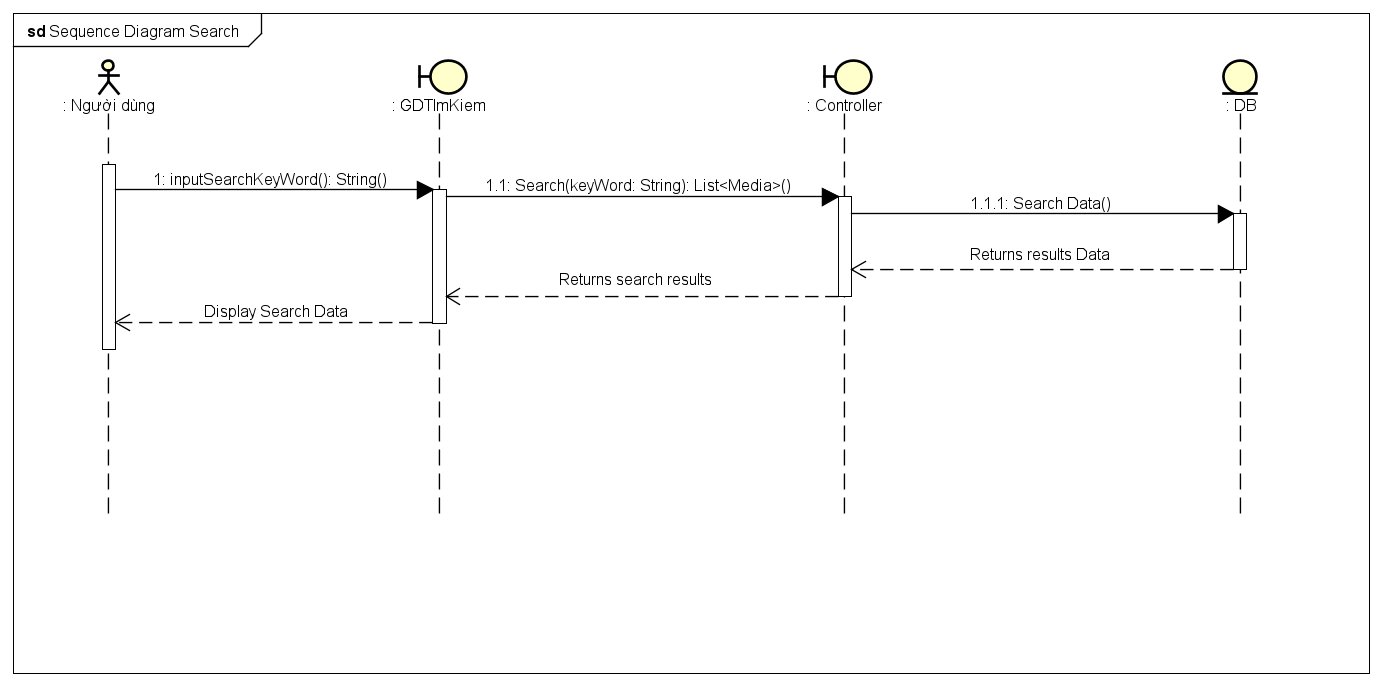 sd Sequence Diagram Search
: Người dùng
: GDTImKiem
: Controller
: DB
1: inputSearchKeyWord(): String()
1.1: Search(keyWord: String): List<Media>()
1.1.1: Search Data()
Returns results Data
Returns search results
Display Search Data